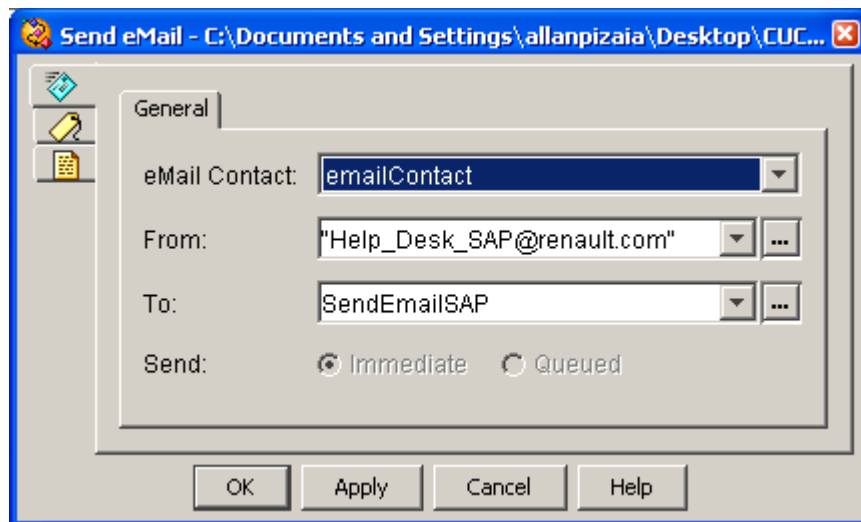 Send eMail - C:\Documents and Settings\allanpizaia\Desktop\CUC...
General
eMail Contact: emailContact
From: "Help_Desk_SAP@renault.com" ...
To: SendEmailSAP ...
Send: Immediate Queued
OK Apply Cancel Help